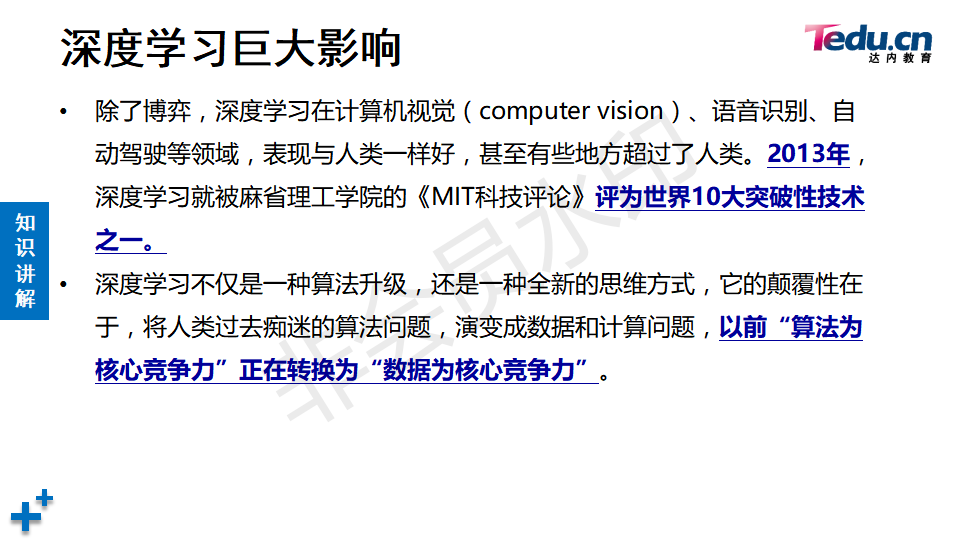 深度学习巨大影响
Tedu.cn
达内教育
• 除了博弈，深度学习在计算机视觉（computer vision）、语音识别、自
动驾驶等领域，表现与人类一样好，甚至有些地方超过了人类。2013年，
深度学习就被麻省理工学院的《MIT科技评论》评为世界10大突破性技术
之一。
• 深度学习不仅是一种算法升级，还是一种全新的思维方式，它的颠覆性在
于，将人类过去痴迷的算法问题，演变成数据和计算问题，以前“算法为
核心竞争力”正在转换为“数据为核心竞争力”。
知
识
讲
解
非会员水印